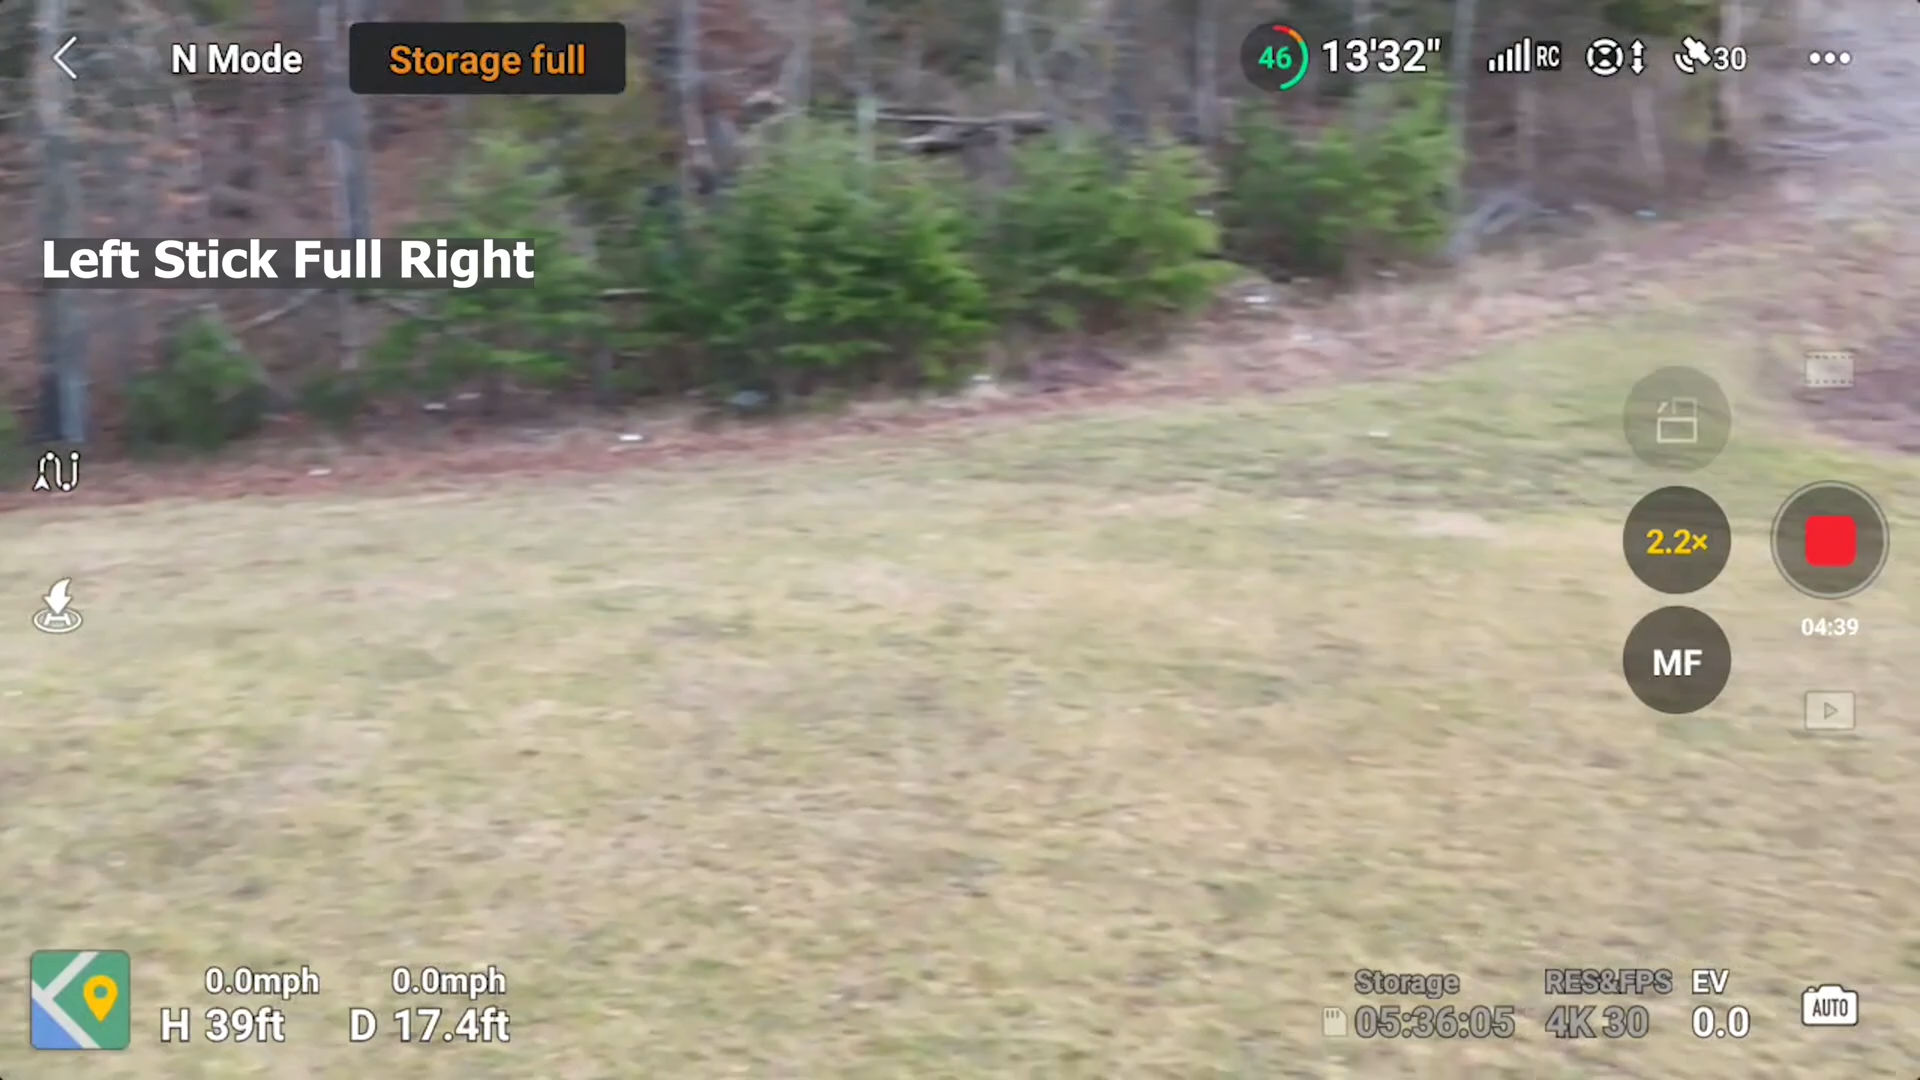 N Mode
Storage full
46
13'32"
RC
30
Left Stick Full Right
2.2×
04:39
MF
0.0mph
0.0mph
H 39ft
D 17.4ft
Storage
05:36:05
RES&FPS
4K 30
EV
0.0
AUTO